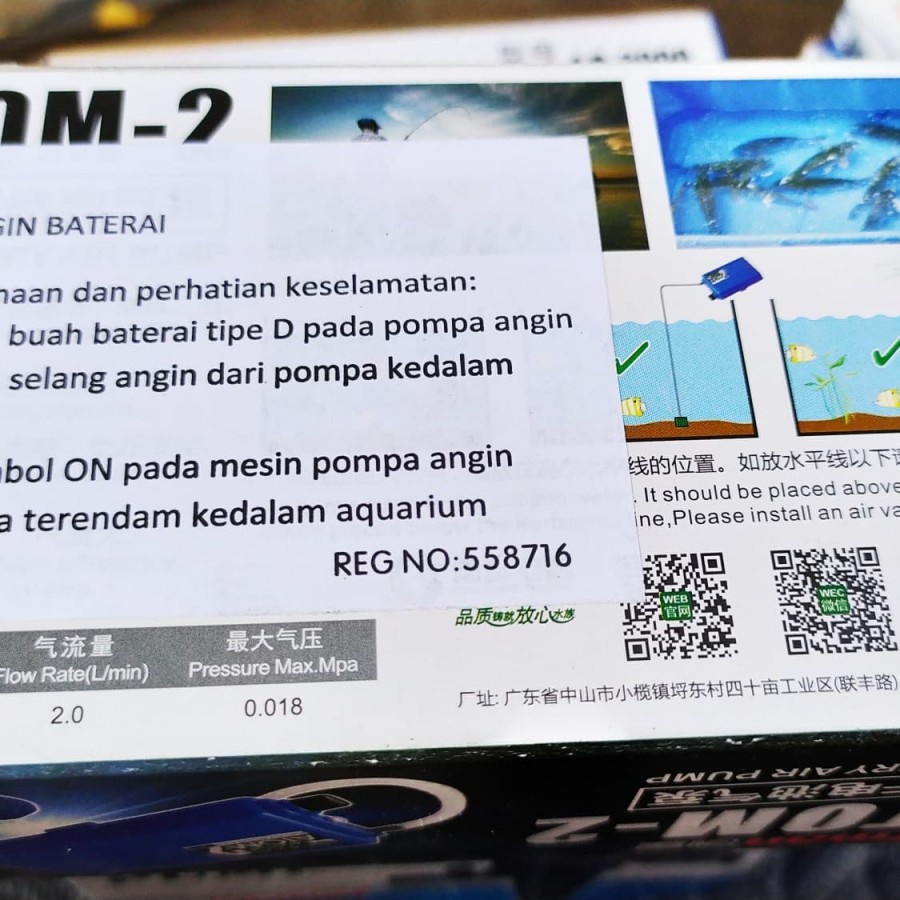 OM-2
GIN BATERAI
naan dan perhatian keselamatan:
buah baterai tipe D pada pompa angin
selang angin dari pompa kedalam
bol ON pada mesin pompa angin
a terendam kedalam aquarium
REG NO:558716
线的位置。如放水平线以下
. It should be placed above
ine,Please install an air va
WEB
官网
WEC
微信
品质铸就放心水族
气流量
最大气压
Flow Rate(L/min)
Pressure Max.Mpa
2.0
0.018
厂址: 广东省中山市小榄镇埒东村四十亩工业区(联丰路)
RY AIR PUMP
电池气泵
OM-2